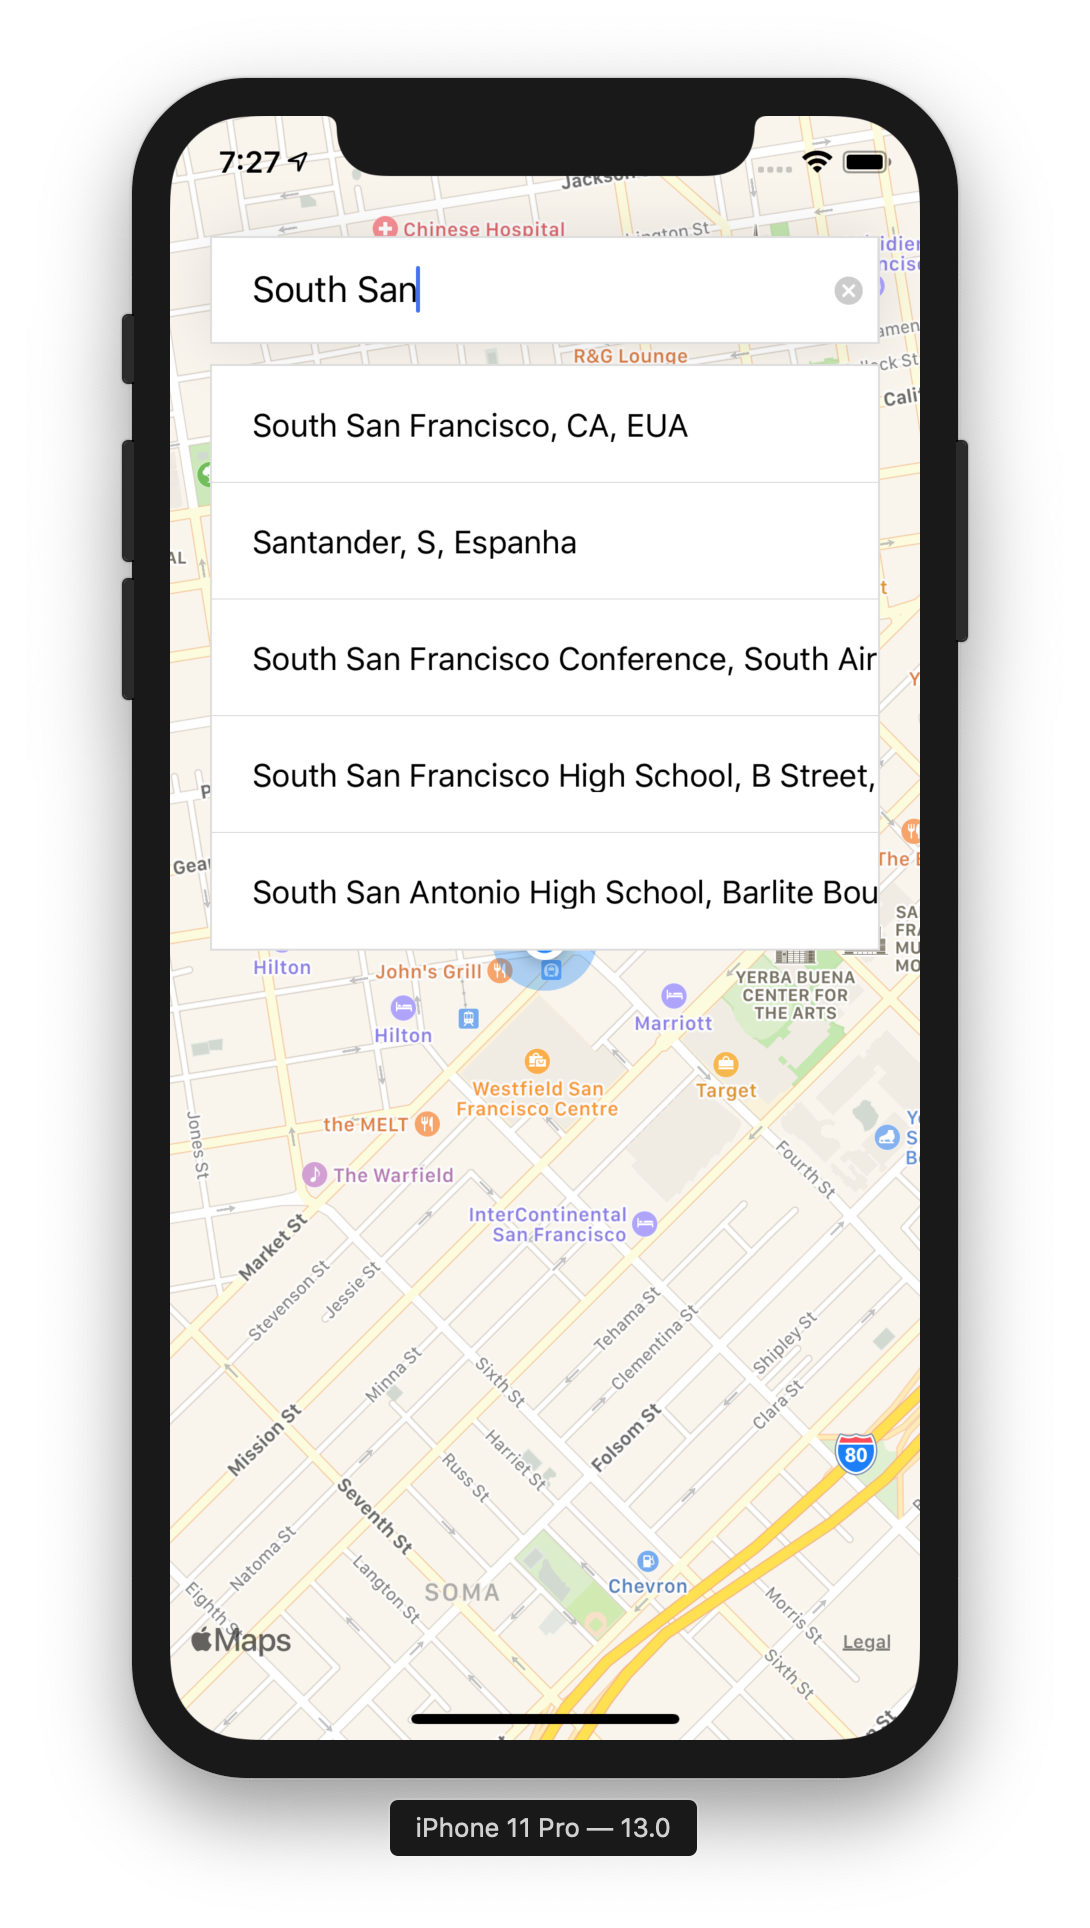 7:27
Jackson
Chinese Hospital
South San
R&G Lounge
South San Francisco, CA, EUA
Santander, S, Espanha
South San Francisco Conference, South Air
South San Francisco High School, B Street,
South San Antonio High School, Barlite Bou
Hilton
John's Grill
YERBA BUENA
CENTER FOR
THE ARTS
Hilton
Marriott
Westfield San
Francisco Centre
Target
the MELT
Jones St
The Warfield
Fourth St
InterContinental
San Francisco
Market St
Stevenson St
Jessie St
Tehama St
Clementina St
Shipley St
Minna St
Sixth St
Clara St
Mission St
Folsom St
Harriet St
Russ St
80
Seventh St
Natoma St
Langton St
SOMA
Chevron
Eighth St
Morris St
Maps
Legal
Sixth St
iPhone 11 Pro — 13.0